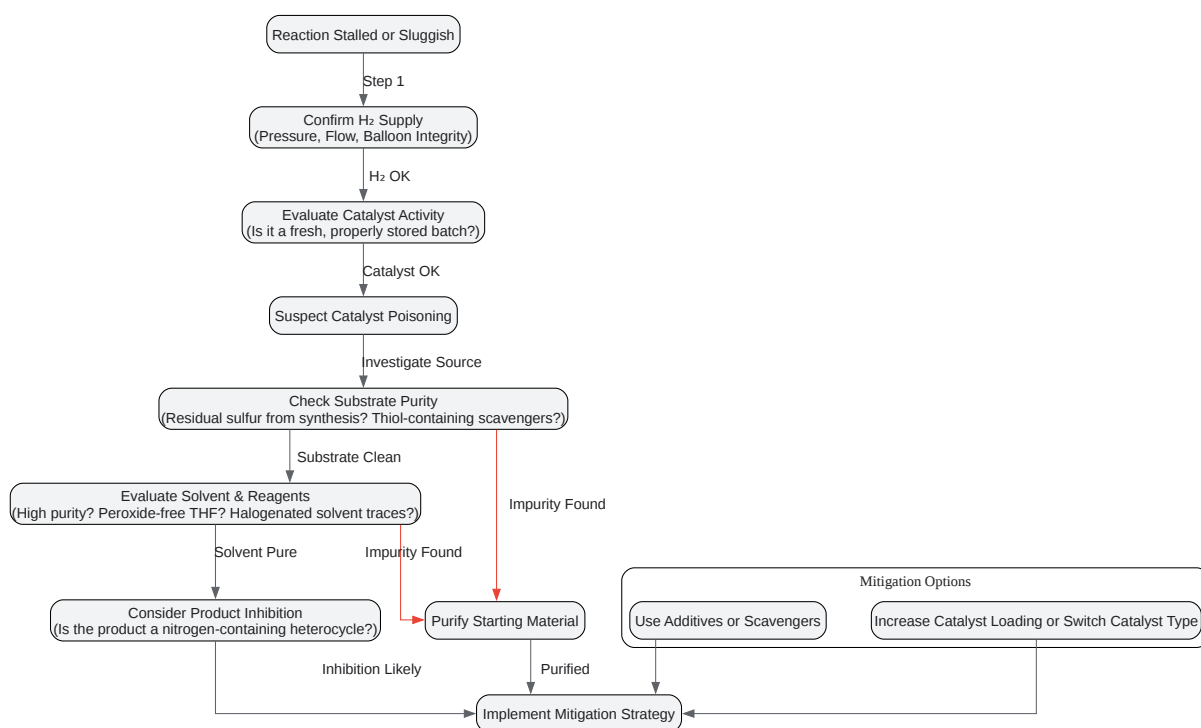 Reaction Stalled or Sluggish
Step 1
Confirm H₂ Supply
(Pressure, Flow, Balloon Integrity)
H₂ OK
Evaluate Catalyst Activity
(Is it a fresh, properly stored batch?)
Catalyst OK
Suspect Catalyst Poisoning
Investigate Source
Check Substrate Purity
(Residual sulfur from synthesis? Thiol-containing scavengers?)
Substrate Clean
Impurity Found
Evaluate Solvent & Reagents
(High purity? Peroxide-free THF? Halogenated solvent traces?)
Solvent Pure
Impurity Found
Mitigation Options
Consider Product Inhibition
(Is the product a nitrogen-containing heterocycle?)
Purify Starting Material
Use Additives or Scavengers
Increase Catalyst Loading or Switch Catalyst Type
Inhibition Likely
Purified
Implement Mitigation Strategy